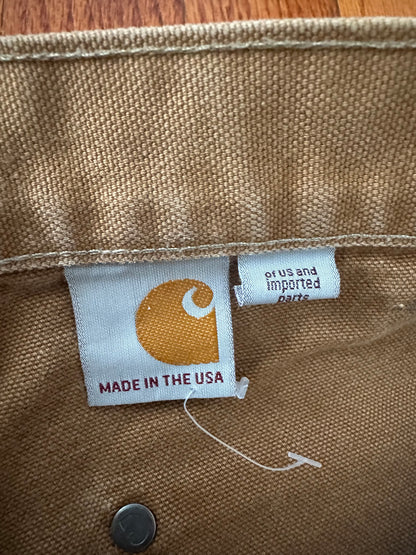 MADE IN THE USA
of US and
imported
parts